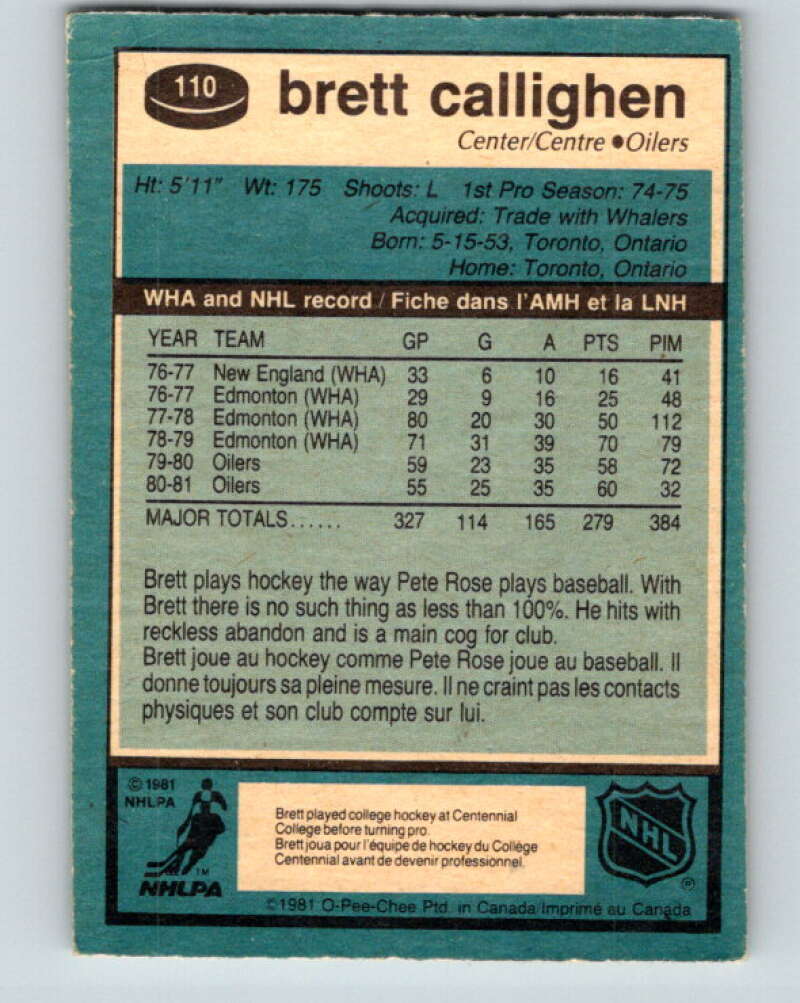 110
brett callighen
Center/Centre ●Oilers
Ht: 5'11" Wt: 175 Shoots: L 1st Pro Season: 74-75
Acquired: Trade with Whalers
Born: 5-15-53, Toronto, Ontario
Home: Toronto, Ontario
WHA and NHL record / Fiche dans l'AMH et la LNH
YEAR TEAM GP G A PTS PIM
76-77 New England (WHA) 33 6 10 16 41
76-77 Edmonton (WHA) 29 9 16 25 48
77-78 Edmonton (WHA) 80 20 30 50 112
78-79 Edmonton (WHA) 71 31 39 70 79
79-80 Oilers 59 23 35 58 72
80-81 Oilers 55 25 35 60 32
MAJOR TOTALS...... 327 114 165 279 384
Brett plays hockey the way Pete Rose plays baseball. With
Brett there is no such thing as less than 100%. He hits with
reckless abandon and is a main cog for club.
Brett joue au hockey comme Pete Rose joue au baseball. Il
donne toujours sa pleine mesure. Il ne craint pas les contacts
physiques et son club compte sur lui.
© 1981
NHLPA
TM
NHLPA
Brett played college hockey at Centennial
College before turning pro.
Brett joua pour l'équipe de hockey du Collège
Centennial avant de devenir professionnel.
NHL
®
©1981 O-Pee-Chee Ptd. in Canada/Imprimé au Canada